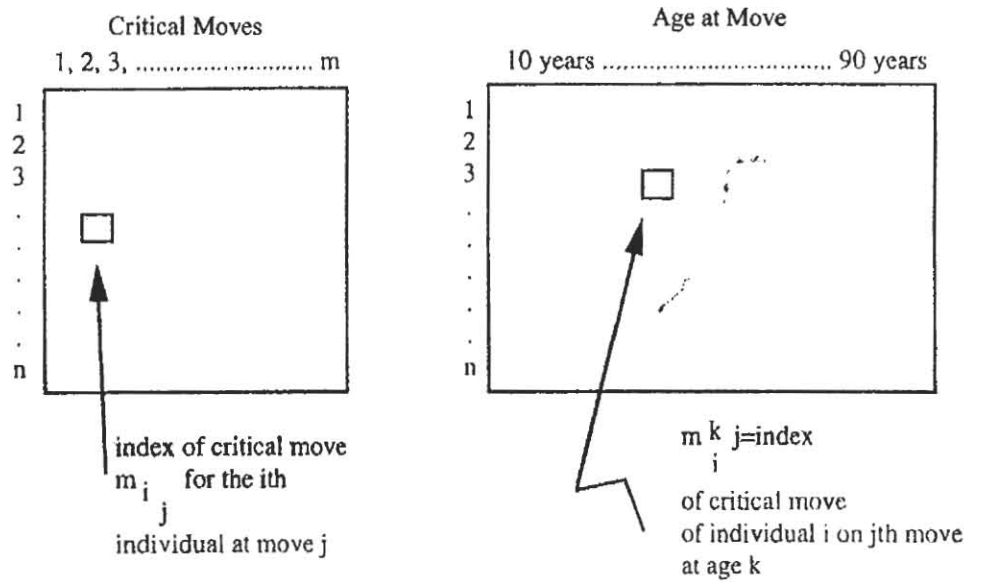 Critical Moves
1, 2, 3, ........................... m
1
2
3
.
.
.
.
.
n
index of critical move
m i j for the ith
individual at move j
Age at Move
10 years .................................. 90 years
1
2
3
.
.
.
.
.
n
m k i j=index
of critical move
of individual i on jth move
at age k